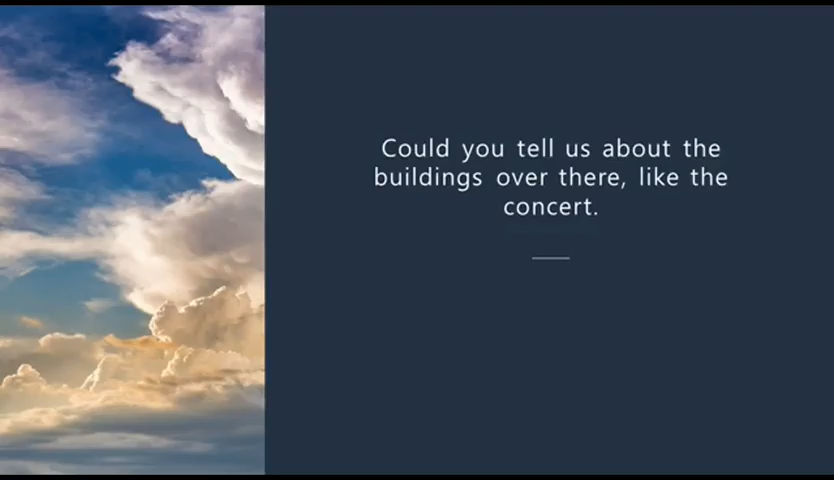 Could you tell us about the
buildings over there, like the
concert.